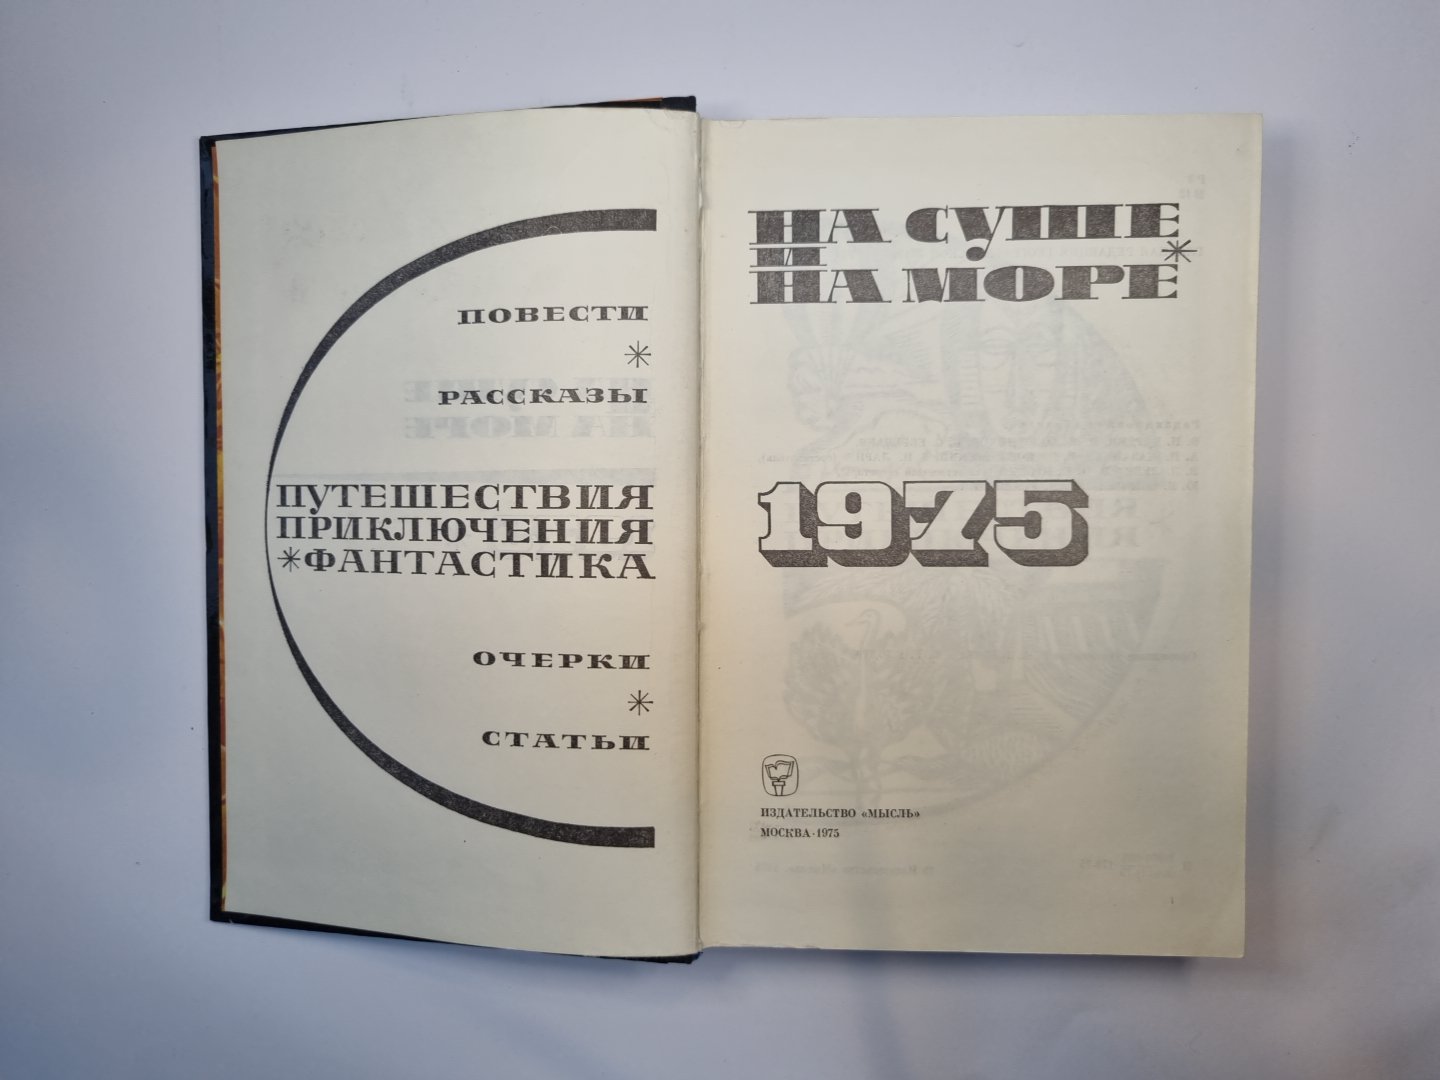 ПОВЕСТИ
*
РАССКАЗЫ
ПУТЕШЕСТВИЯ
ПРИКЛЮЧЕНИЯ
*ФАНТАСТИКА
ОЧЕРКИ
*
СТАТЬИ
НА СУШЕ
И *
НА МОРЕ
1975
ИЗДАТЕЛЬСТВО «МЫСЛЬ»
МОСКВА·1975